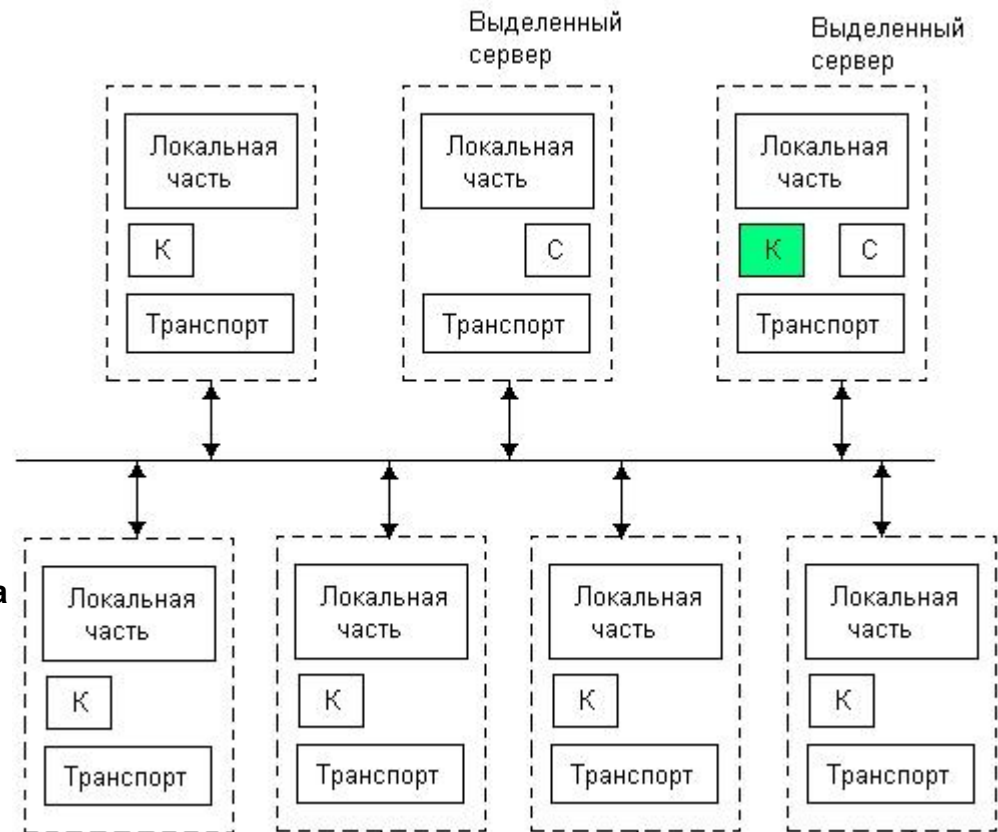 Выделенный
сервер
Выделенный
сервер
Локальная
часть
К
Транспорт
Локальная
часть
С
Транспорт
Локальная
часть
К
С
Транспорт
а
Локальная
часть
К
Транспорт
Локальная
часть
К
Транспорт
Локальная
часть
К
Транспорт
Локальная
часть
К
Транспорт